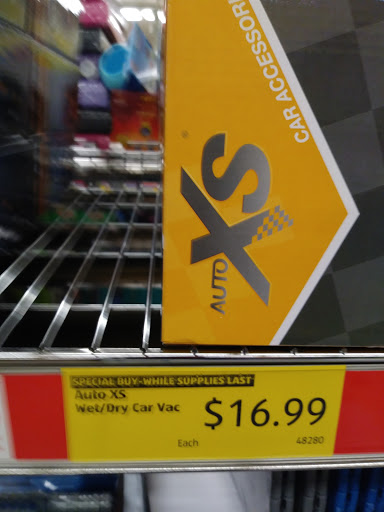 CAR ACCESSORI
AUTO XS
SPECIAL BUY-WHILE SUPPLIES LAST
Auto XS
Wet/Dry Car Vac
$16.99
Each
48280